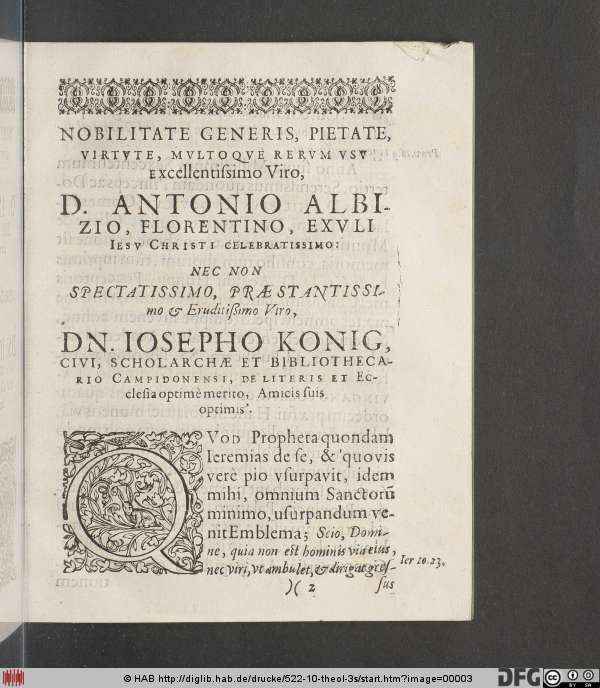 NOBILITATE GENERIS, PIETATE,
VIRTVTE, MVLTOQVE RERVM VSV
excellentiſsimo Viro,
D. ANTONIO ALBI-
ZIO, FLORENTINO, EXVLI
IESV CHRISTI CELEBRATISSIMO:
NEC NON
SPECTATISSIMO, PRÆSTANTISSI-
mo & Eruditiſsimo Viro,
DN. IOSEPHO KONIG,
CIVI, SCHOLARCHÆ ET BIBLIOTHECA-
RIO CAMPIDONENSI, DE LITERIS ET Ec-
cleſia optimè merito, Amicis ſuis
optimis.
QVOD Propheta quondam
Ieremias de ſe, & quovis
verè pio vſurpavit, idem
mihi, omnium Sanctorũ
minimo, uſurpandum ve-
nit Emblema; Scio, Domi-
ne, quia non eſt hominis via eius,
nec viri, vt ambulet, & dirigat greſ-
Ier 10.23.
)( 2 ſus
© HAB http://diglib.hab.de/drucke/522-10-theol-3s/start.htm?image=00003
DFG
cc BY SA